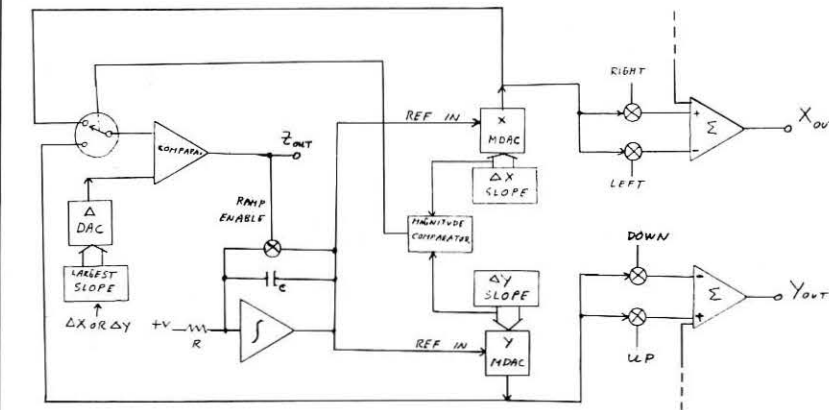 RIGHT
X
MDAC
REF IN
ΔX
SLOPE
+
Σ
-
X OUT
LEFT
COMPARA.
Z OUT
RAMP
ENABLE
Δ
DAC
MAGNITUDE
COMPARATOR
DOWN
LARGEST
SLOPE
ΔX OR ΔY
ΔY
SLOPE
-
Σ
+
Y OUT
+V
R
C
∫
REF IN
Y
MDAC
UP